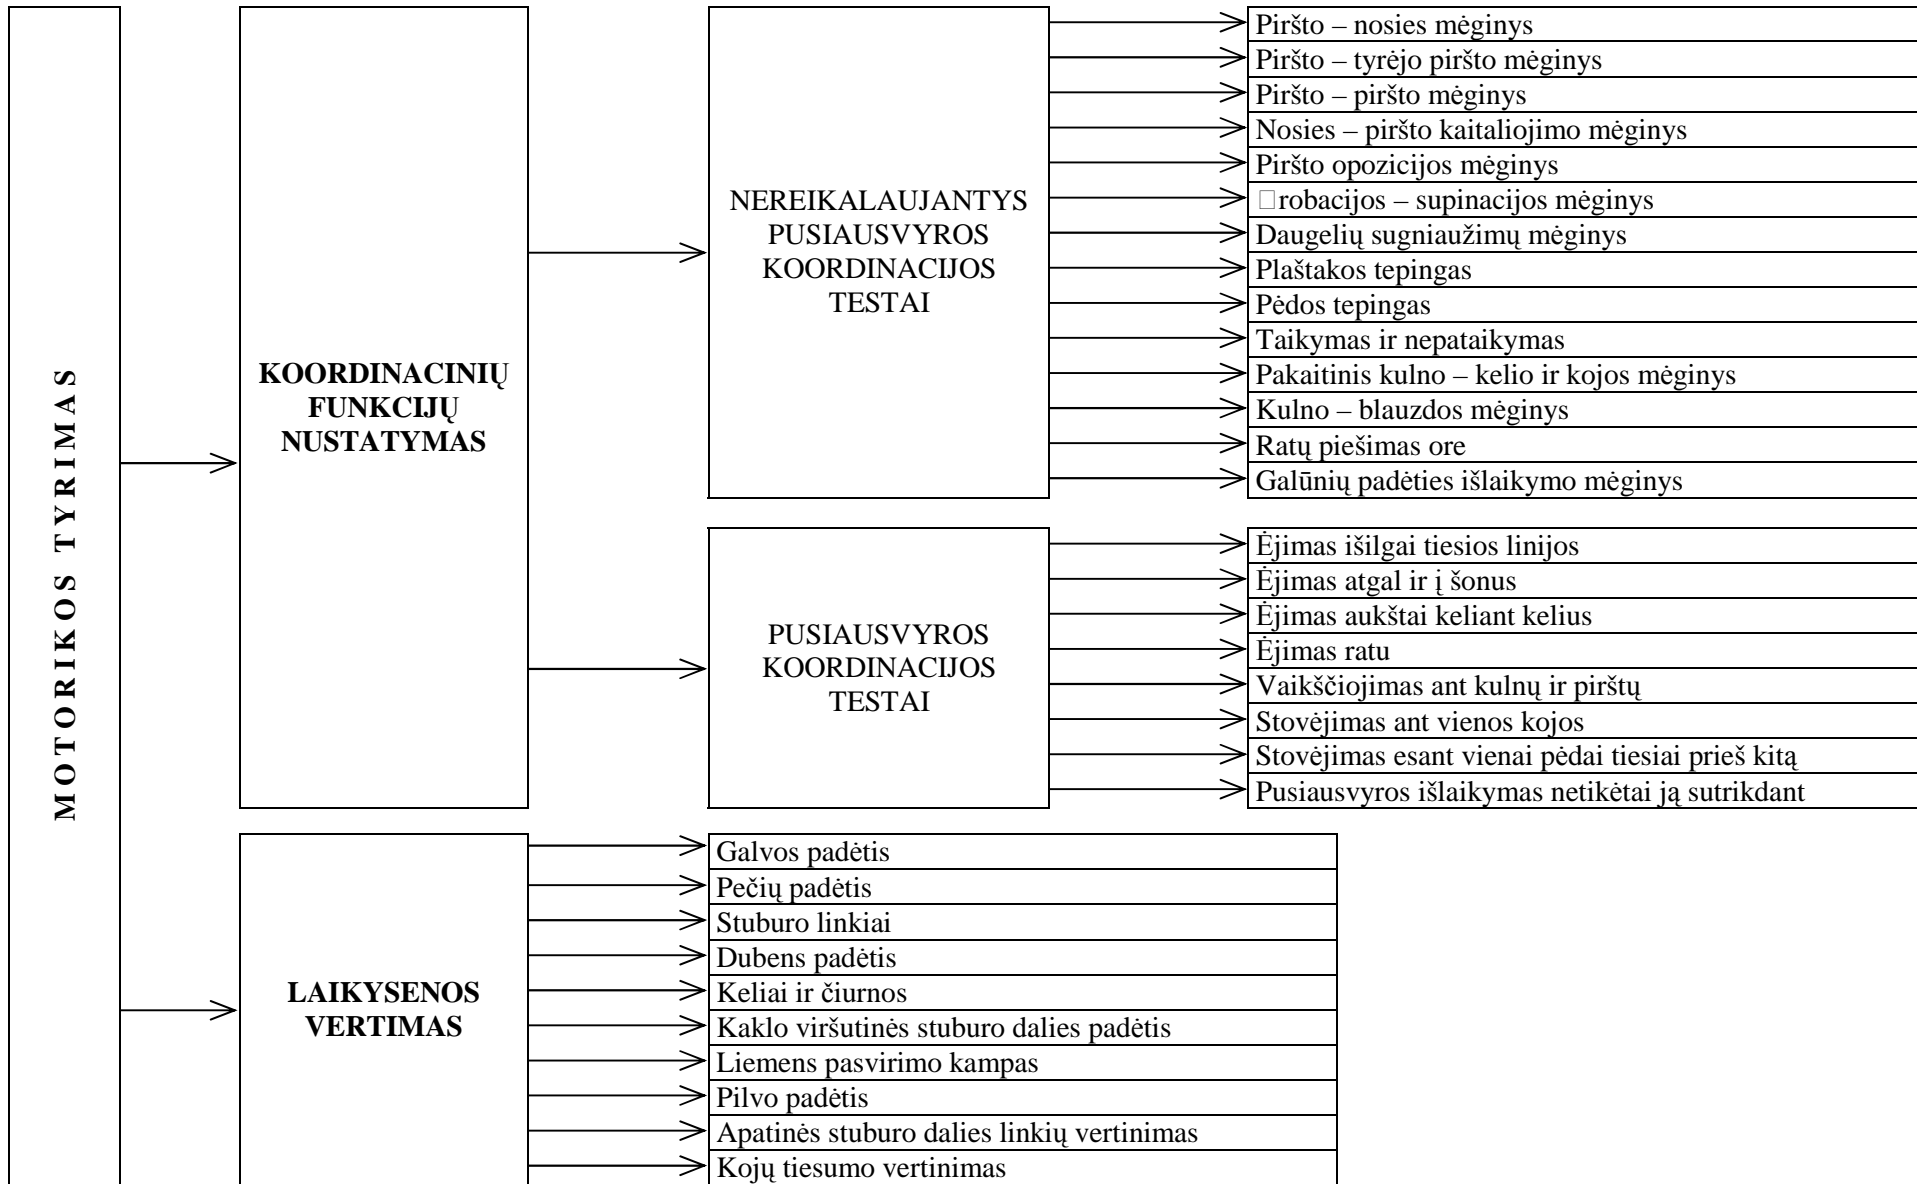 MOTORIKOS TYRIMAS
KOORDINACINIŲ
FUNKCIJŲ
NUSTATYMAS
NEREIKALAUJANTYS
PUSIAUSVYROS
KOORDINACIJOS
TESTAI
Piršto – nosies mėginys
Piršto – tyrėjo piršto mėginys
Piršto – piršto mėginys
Nosies – piršto kaitaliojimo mėginys
Piršto opozicijos mėginys
□robacijos – supinacijos mėginys
Daugelių sugniaužimų mėginys
Plaštakos tepingas
Pėdos tepingas
Taikymas ir nepataikymas
Pakaitinis kulno – kelio ir kojos mėginys
Kulno – blauzdos mėginys
Ratų piešimas ore
Galūnių padėties išlaikymo mėginys
PUSIAUSVYROS
KOORDINACIJOS
TESTAI
Ėjimas išilgai tiesios linijos
Ėjimas atgal ir į šonus
Ėjimas aukštai keliant kelius
Ėjimas ratu
Vaikščiojimas ant kulnų ir pirštų
Stovėjimas ant vienos kojos
Stovėjimas esant vienai pėdai tiesiai prieš kitą
Pusiausvyros išlaikymas netikėtai ją sutrikdant
LAIKYSENOS
VERTIMAS
Galvos padėtis
Pečių padėtis
Stuburo linkiai
Dubens padėtis
Keliai ir čiurnos
Kaklo viršutinės stuburo dalies padėtis
Liemens pasvirimo kampas
Pilvo padėtis
Apatinės stuburo dalies linkių vertinimas
Kojų tiesumo vertinimas